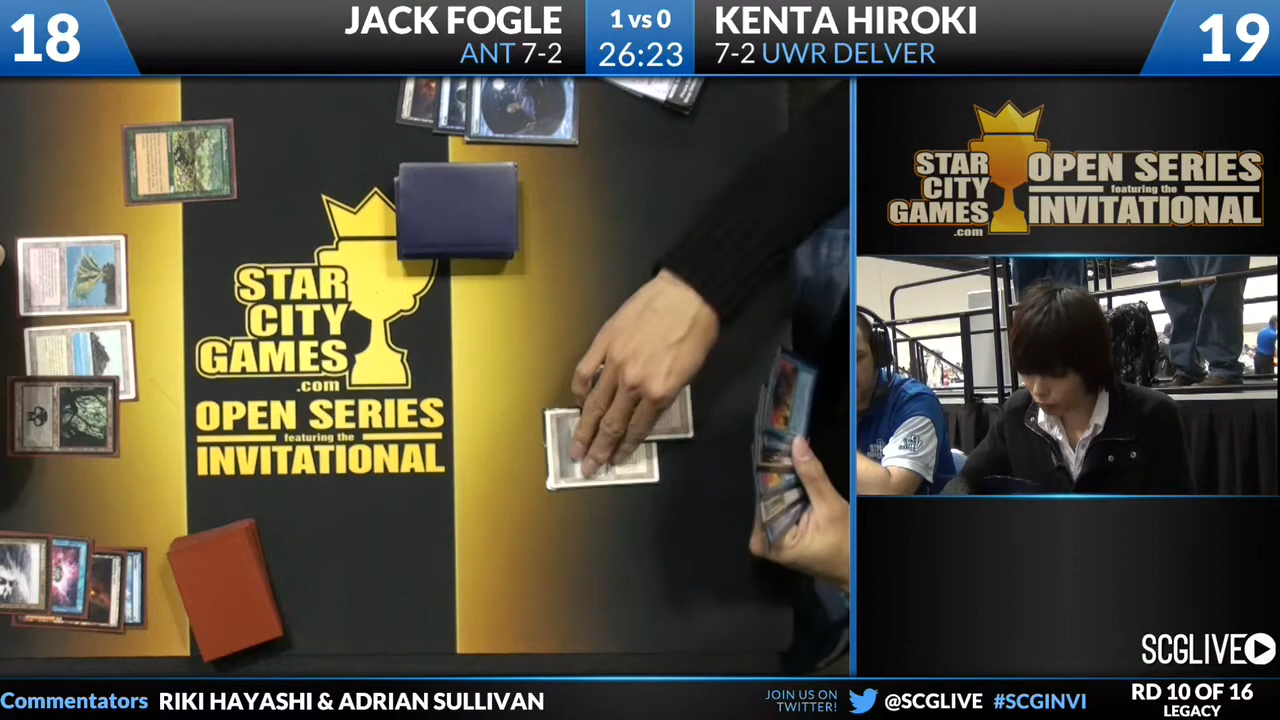 18
JACK FOGLE
ANT 7-2
1 vs 0
26:23
KENTA HIROKI
7-2 UWR DELVER
19
STAR
CITY
GAMES
.com
OPEN SERIES
featuring the
INVITATIONAL
STAR
CITY
GAMES
.com
OPEN SERIES
featuring the
INVITATIONAL
SCGLIVE
Commentators RIKI HAYASHI & ADRIAN SULLIVAN
JOIN US ON
TWITTER!
@SCGLIVE #SCGINVI
RD 10 OF 16
LEGACY